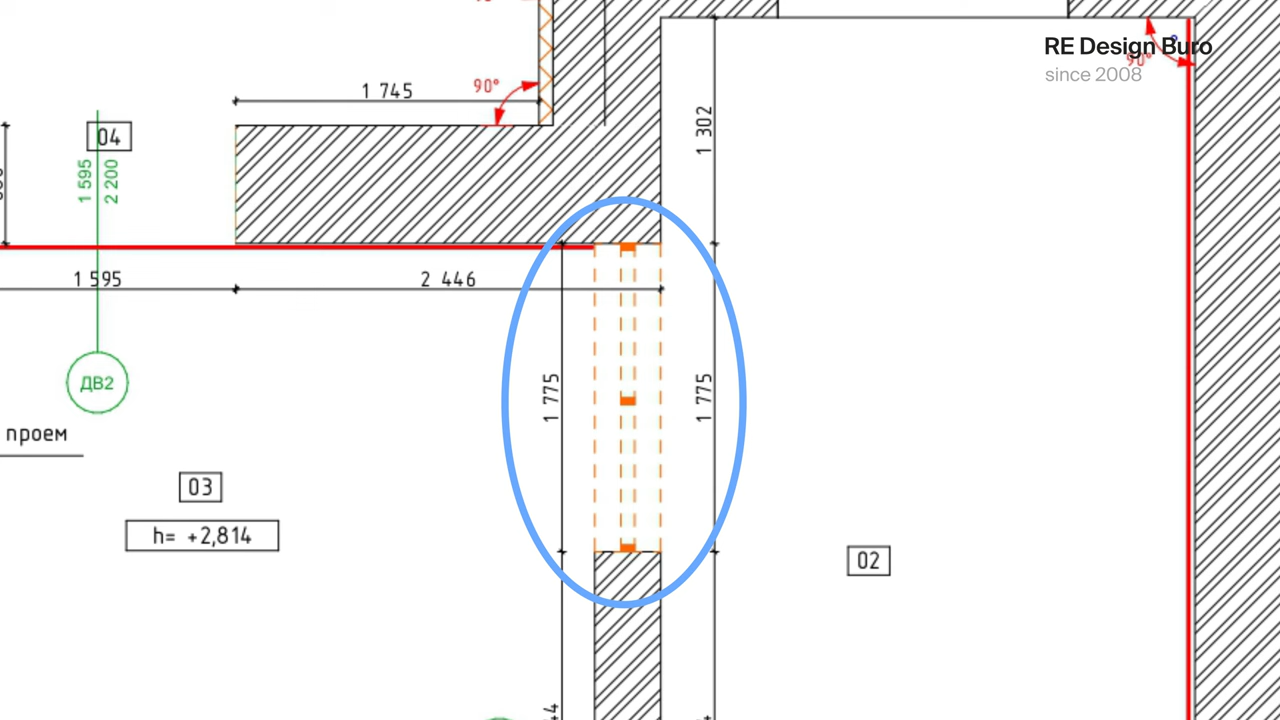 RE Design Buro
since 2008
90°
1 745
90°
1 302
04
1 595
2 200
1 595
2 446
1 775
1 775
ДВ2
проем
03
h= +2,814
02